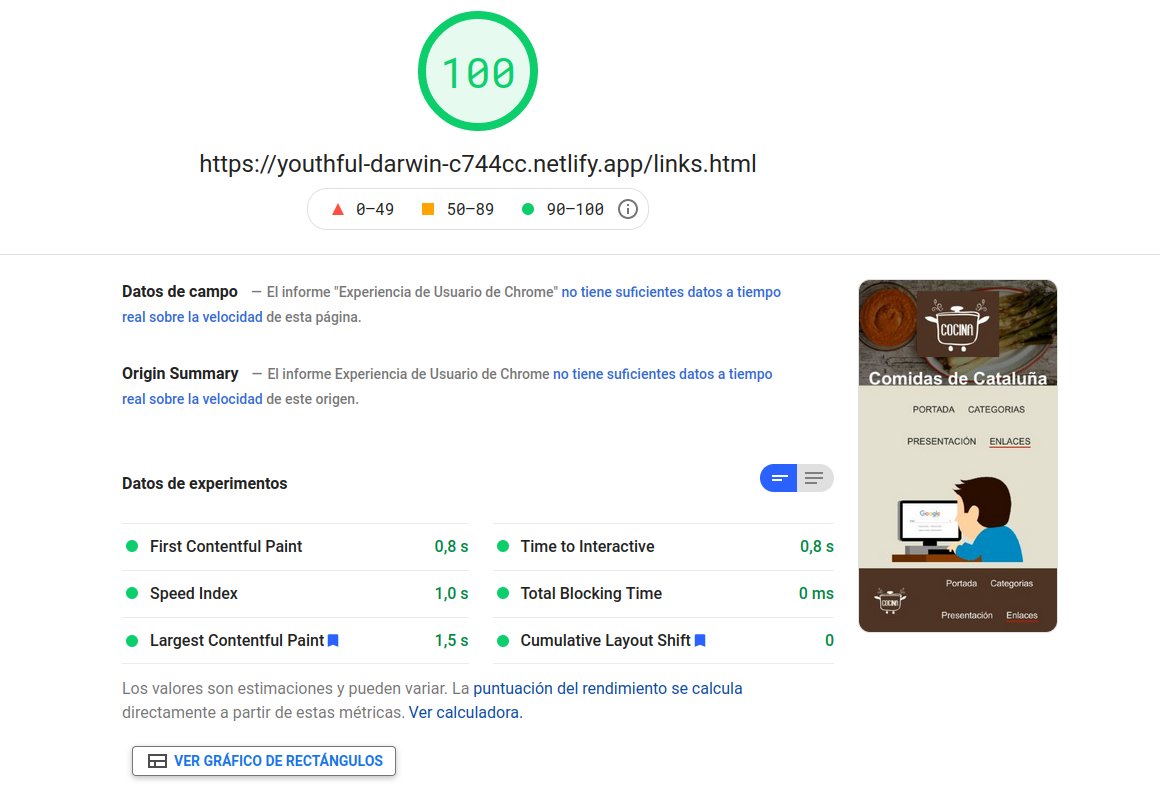 100
https://youthful-darwin-c744cc.netlify.app/links.html
0–49 50–89 90–100
Datos de campo — El informe "Experiencia de Usuario de Chrome" no tiene suficientes datos a tiempo
real sobre la velocidad de esta página.
Origin Summary — El informe Experiencia de Usuario de Chrome no tiene suficientes datos a tiempo
real sobre la velocidad de este origen.
Datos de experimentos
First Contentful Paint 0,8 s
Time to Interactive 0,8 s
Speed Index 1,0 s
Total Blocking Time 0 ms
Largest Contentful Paint 1,5 s
Cumulative Layout Shift 0
Los valores son estimaciones y pueden variar. La puntuación del rendimiento se calcula
directamente a partir de estas métricas. Ver calculadora.
VER GRÁFICO DE RECTÁNGULOS
COCINA
Comidas de Cataluña
PORTADA CATEGORIAS
PRESENTACIÓN ENLACES
Google
COCINA
Portada Categorias
Presentación Enlaces